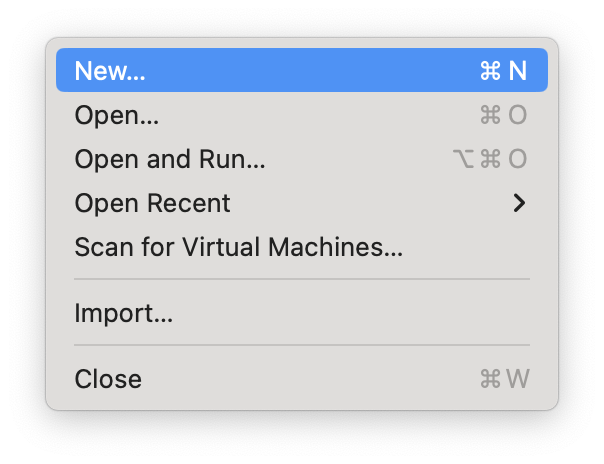 New... ⌘ N
Open... ⌘ O
Open and Run... ⌥ ⌘ O
Open Recent
Scan for Virtual Machines...
Import...
Close ⌘ W